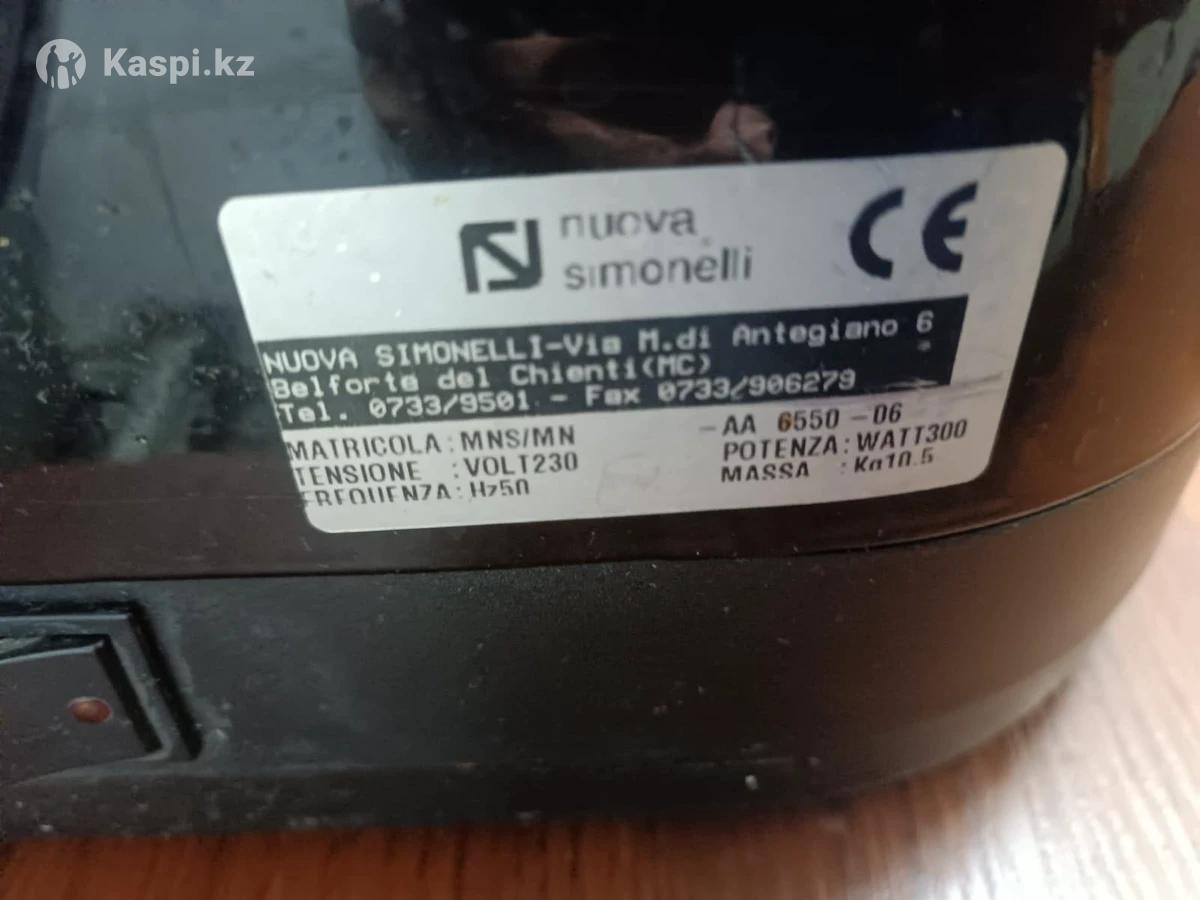 Kaspi.kz
nuova
simonelli
CE
NUOVA SIMONELLI-Via M.di Antegiano 6
Belforte del Chienti(MC)
Tel. 0733/9501 - Fax 0733/906279
MATRICOLA : MNS/MN -AA 6550-06
TENSIONE : VOLT230 POTENZA : WATT300
FREQUENZA : Hz50 MASSA : Kg10.5